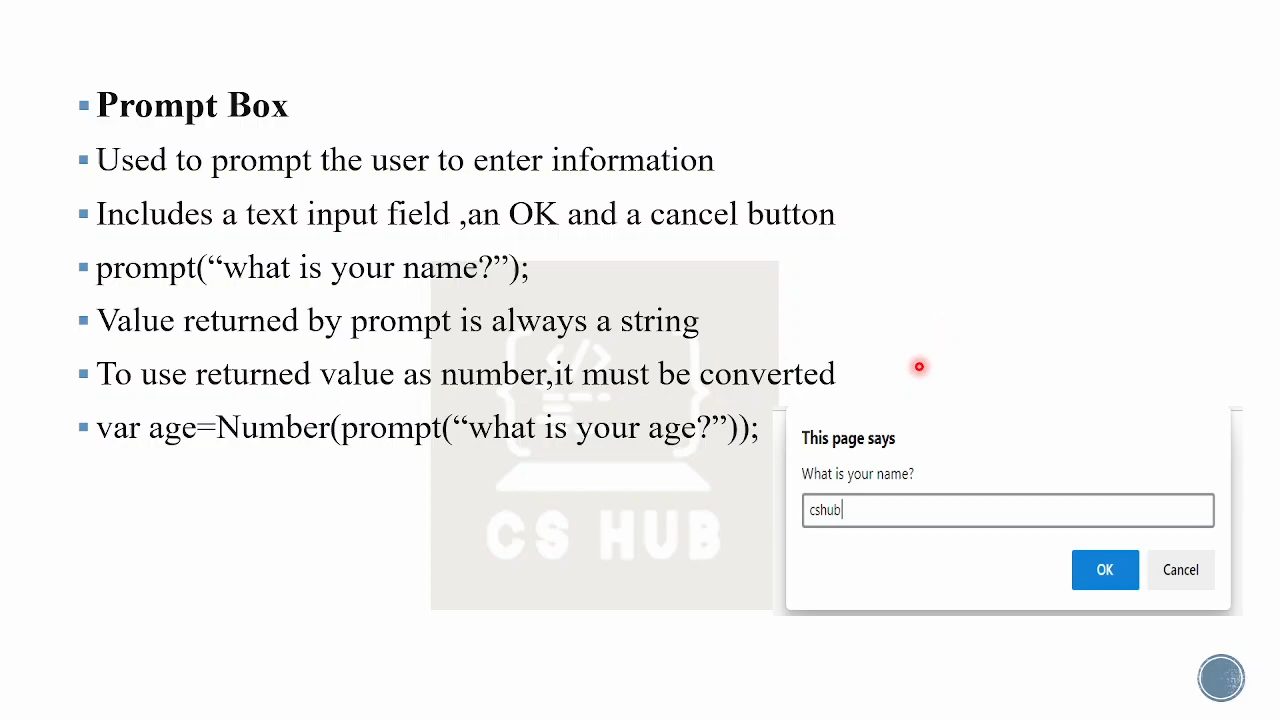 Prompt Box
Used to prompt the user to enter information
Includes a text input field ,an OK and a cancel button
prompt(“what is your name?”);
Value returned by prompt is always a string
To use returned value as number,it must be converted
var age=Number(prompt(“what is your age?”));
This page says
What is your name?
cshub
OK Cancel
CS HUB